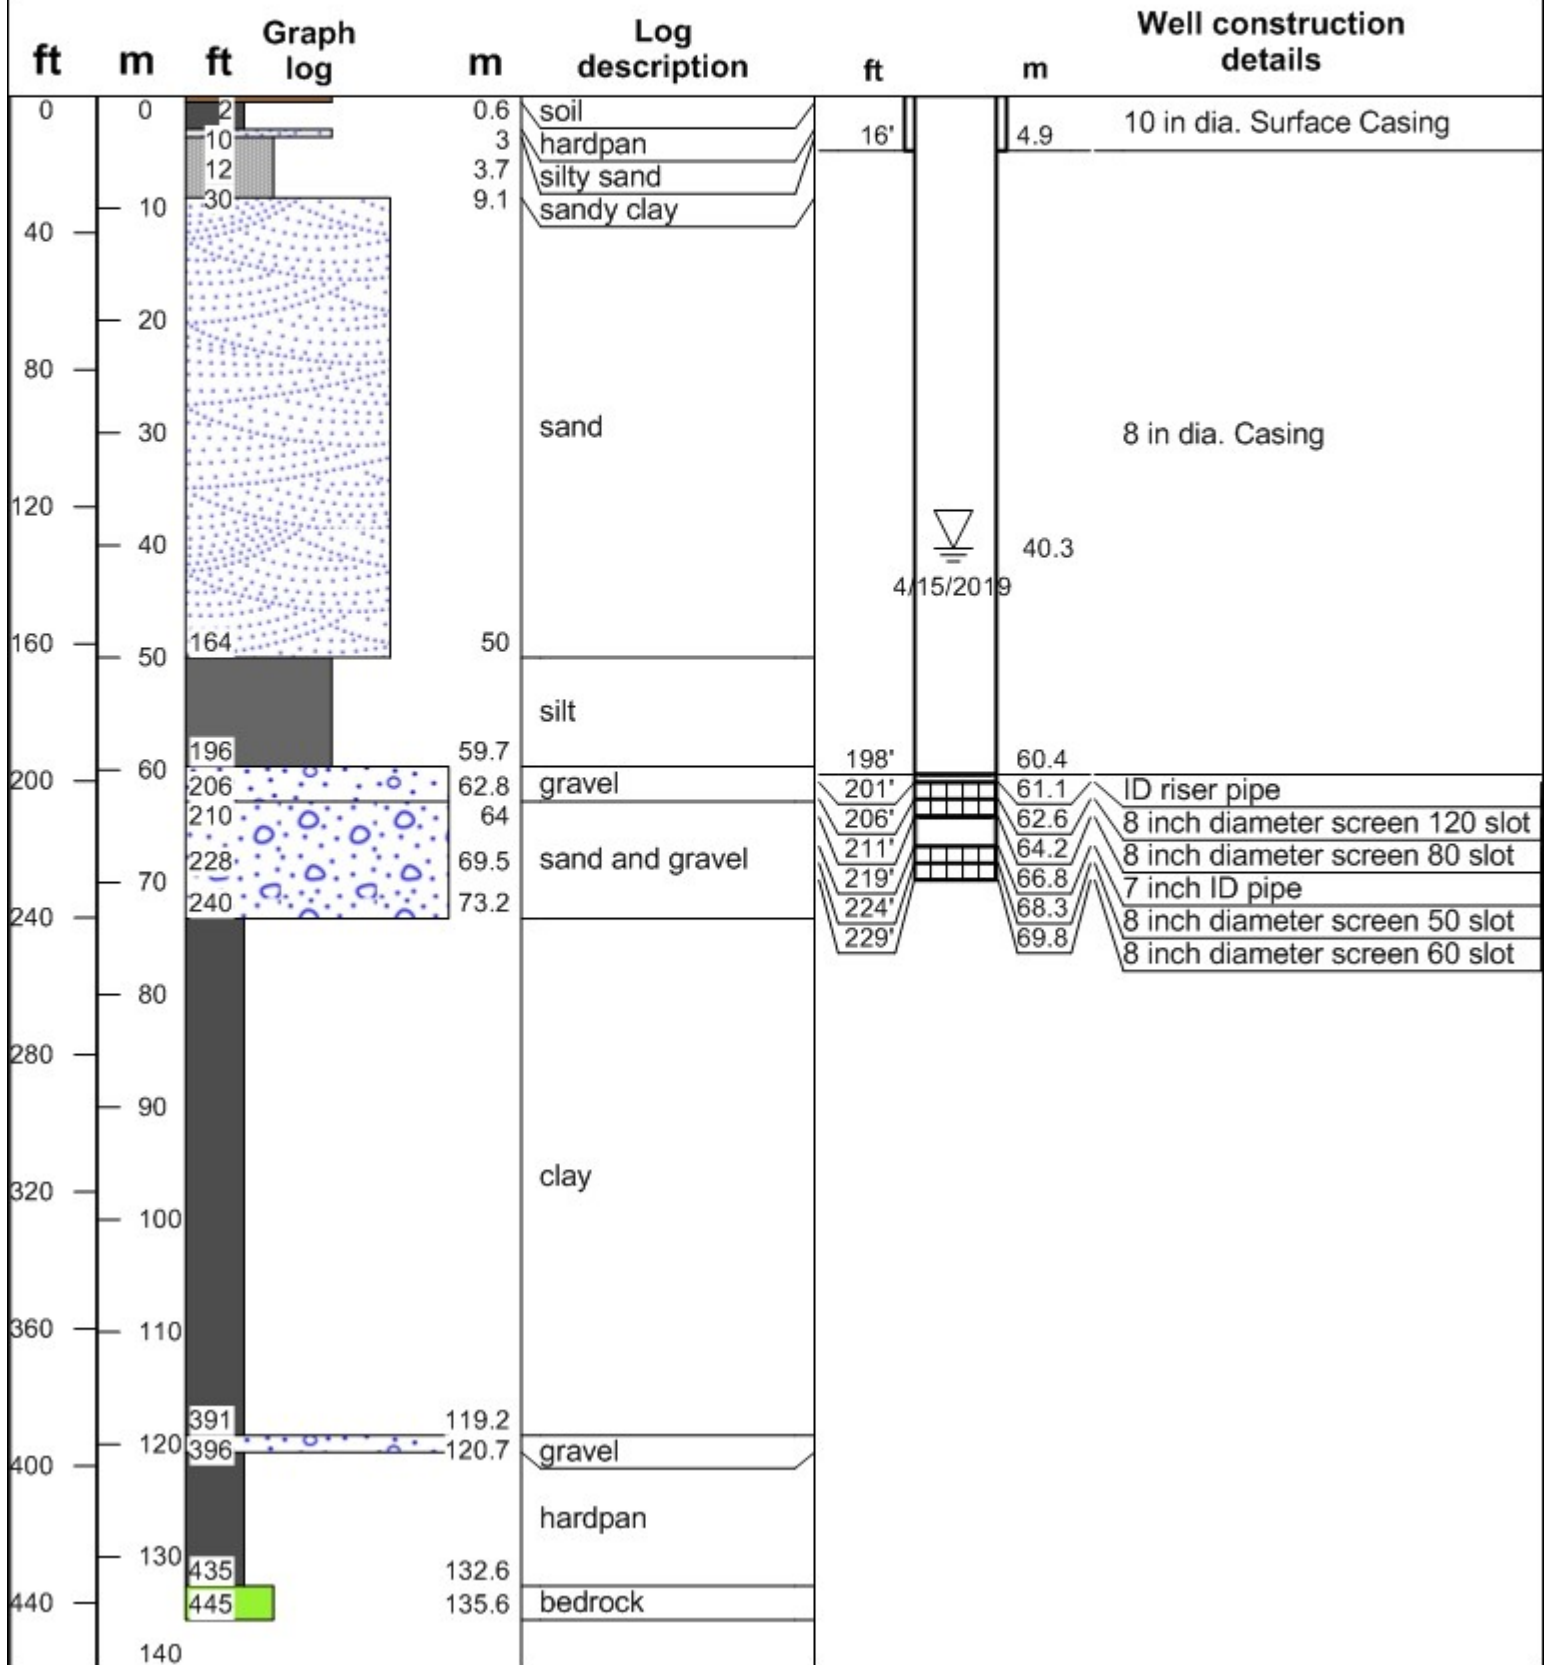 ft m ft Graph log m Log description ft m Well construction details
0 0 2 0.6 soil
10 3 hardpan 16' 4.9 10 in dia. Surface Casing
12 3.7 silty sand
30 9.1 sandy clay
10
40
20
80
30 sand 8 in dia. Casing
120
40 40.3
4/15/2019
160 164 50
50
silt
196 59.7 198' 60.4
60
200 206 62.8 gravel 201' 61.1 ID riser pipe
210 64 206' 62.6 8 inch diameter screen 120 slot
228 69.5 sand and gravel 211' 64.2 8 inch diameter screen 80 slot
70 219' 66.8 7 inch ID pipe
240 73.2 224' 68.3 8 inch diameter screen 50 slot
240 229' 69.8 8 inch diameter screen 60 slot
80
280
90
clay
320
100
360
110
391 119.2
120 396 120.7 gravel
400
hardpan
130
435 132.6
440 445 135.6 bedrock
140